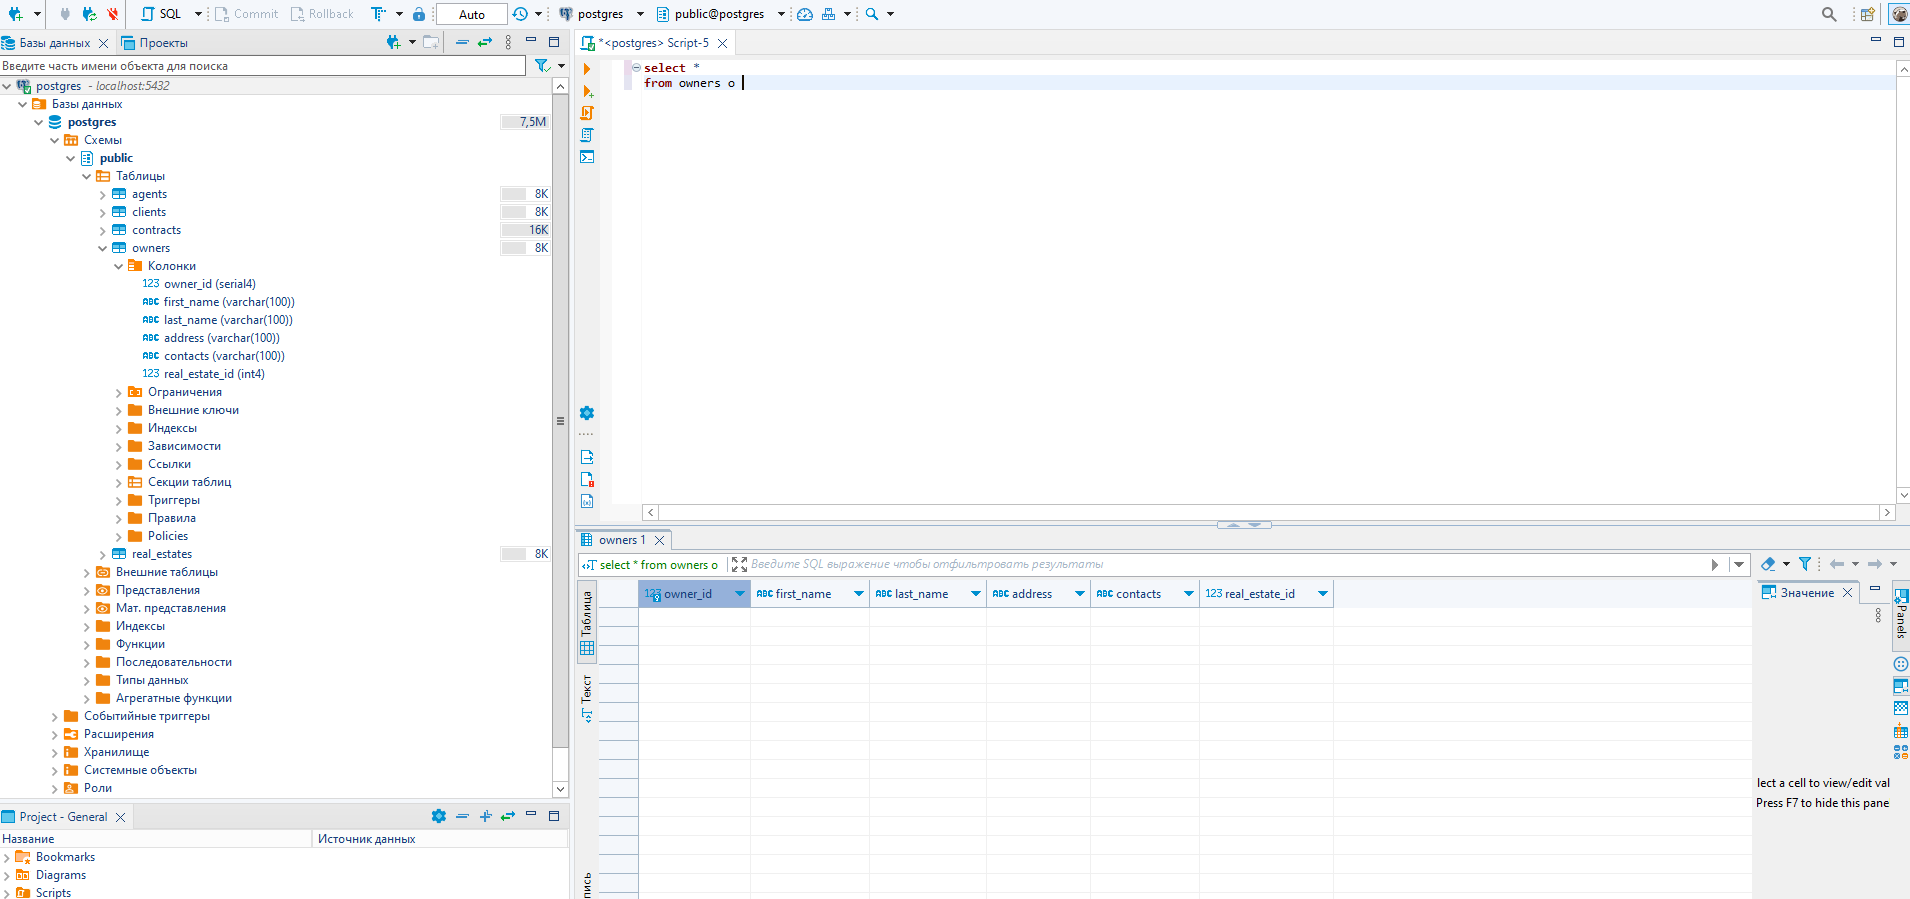 SQL Commit Rollback Auto postgres public@postgres
Базы данных Проекты
Введите часть имени объекта для поиска
postgres - localhost:5432
Базы данных
postgres 7,5M
Схемы
public
Таблицы
agents 8K
clients 8K
contracts 16K
owners 8K
Колонки
123 owner_id (serial4)
ABC first_name (varchar(100))
ABC last_name (varchar(100))
ABC address (varchar(100))
ABC contacts (varchar(100))
123 real_estate_id (int4)
Ограничения
Внешние ключи
Индексы
Зависимости
Ссылки
Секции таблиц
Триггеры
Правила
Policies
real_estates 8K
Внешние таблицы
Представления
Мат. представления
Индексы
Функции
Последовательности
Типы данных
Агрегатные функции
Событийные триггеры
Расширения
Хранилище
Системные объекты
Роли
Project - General
Название Источник данных
Bookmarks
Diagrams
Scripts
*<postgres> Script-5
select *
from owners o
owners 1
select * from owners o Введите SQL выражение чтобы отфильтровать результаты
123 owner_id ABC first_name ABC last_name ABC address ABC contacts 123 real_estate_id
Таблица
Текст
пись
Значение
Panels
lect a cell to view/edit val
Press F7 to hide this pane